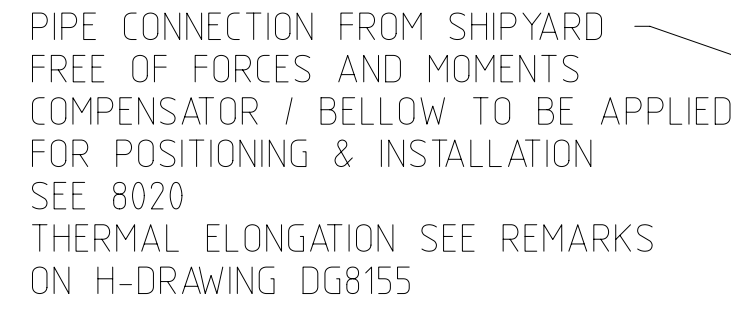 PIPE CONNECTION FROM SHIPYARD
FREE OF FORCES AND MOMENTS
COMPENSATOR / BELLOW TO BE APPLIED
FOR POSITIONING & INSTALLATION
SEE 8020
THERMAL ELONGATION SEE REMARKS
ON H-DRAWING DG8155